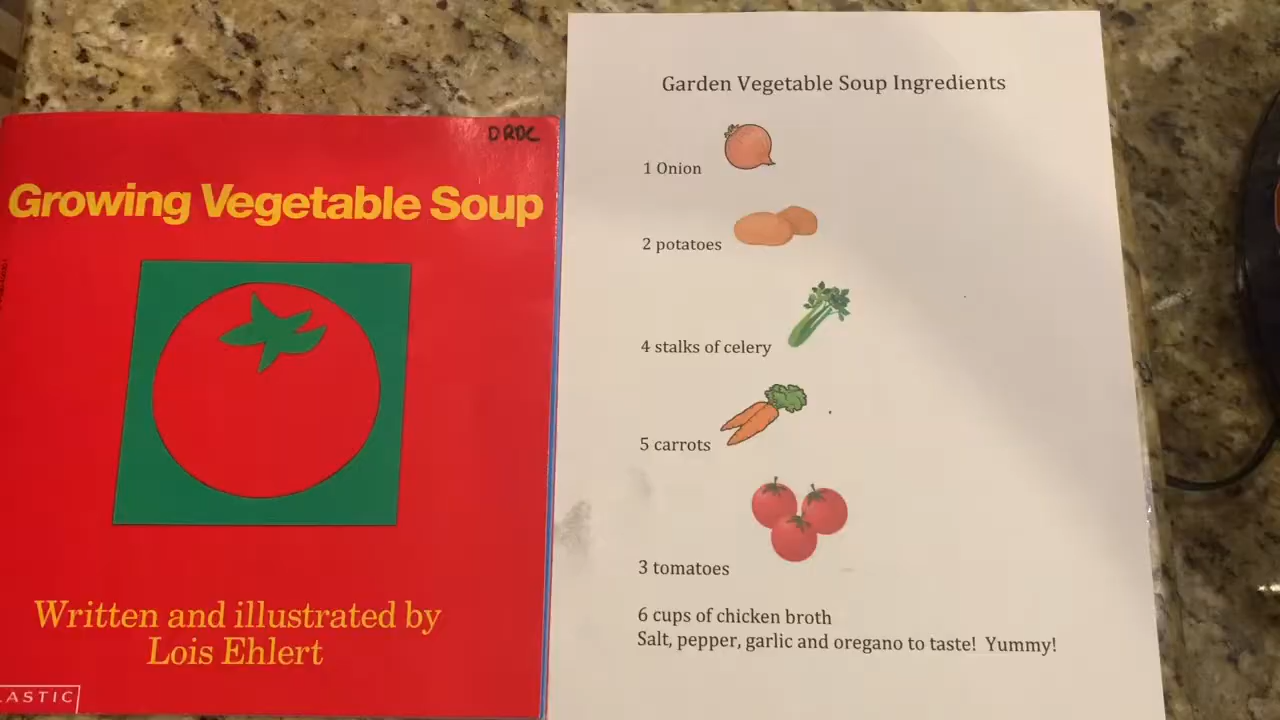 DRDC
Growing Vegetable Soup
Written and illustrated by
Lois Ehlert
LASTIC
Garden Vegetable Soup Ingredients
1 Onion
2 potatoes
4 stalks of celery
5 carrots
3 tomatoes
6 cups of chicken broth
Salt, pepper, garlic and oregano to taste!  Yummy!